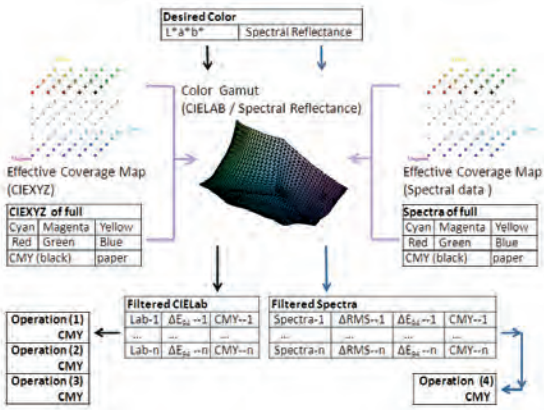 Desired Color
L*a*b* Spectral Reflectance
Color Gamut
(CIELAB / Spectral Reflectance)
Effective Coverage Map
(CIEXYZ)
Effective Coverage Map
(Spectral data )
CIEXYZ of full
Cyan Magenta Yellow
Red Green Blue
CMY (black) paper
Spectra of full
Cyan Magenta Yellow
Red Green Blue
CMY (black) paper
Filtered CIELab
Lab-1 ΔE94 --1 CMY--1
... ... ...
Lab-n ΔE94 --n CMY--n
Filtered Spectra
Spectra-1 ΔRMS--1 ΔE94 --1 CMY--1
... ... ... ...
Spectra-n ΔRMS--n ΔE94 --n CMY--n
Operation (1)
CMY
Operation (2)
CMY
Operation (3)
CMY
Operation (4)
CMY